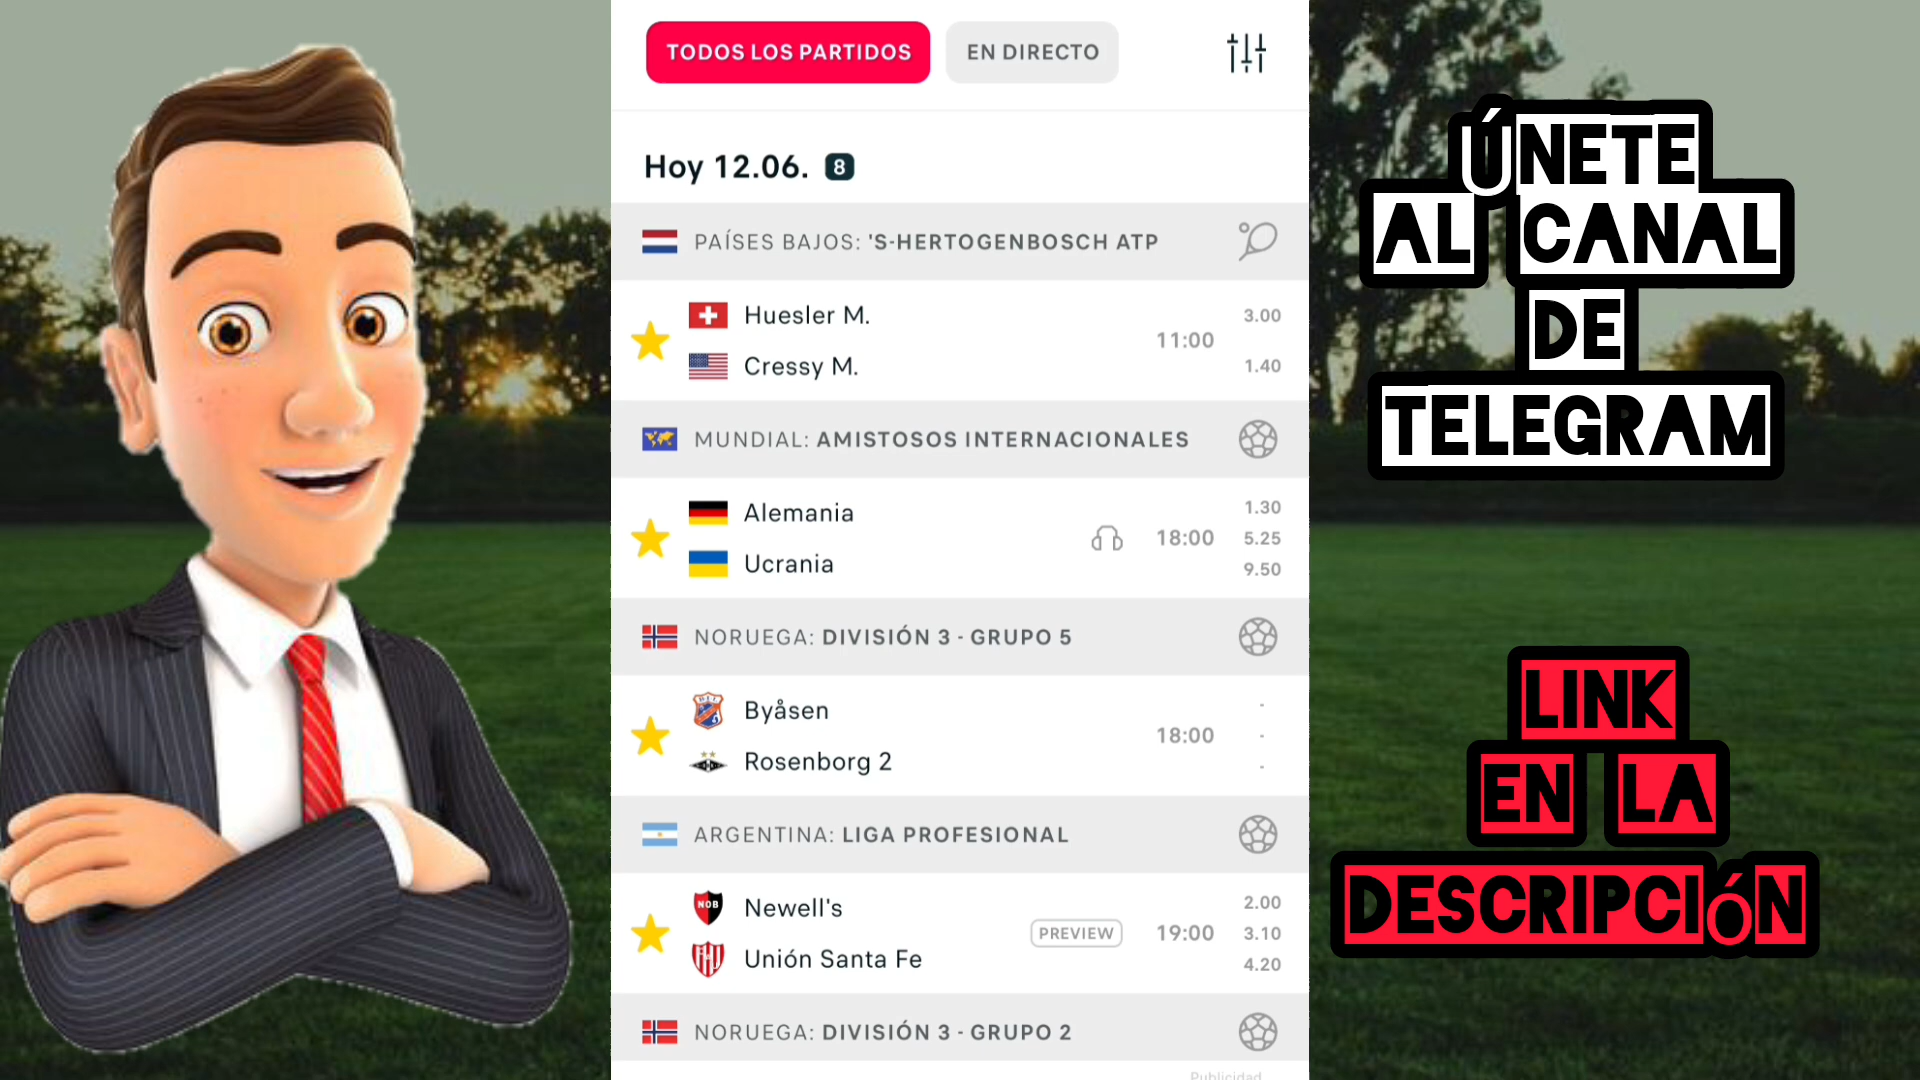 TODOS LOS PARTIDOS
EN DIRECTO
Hoy 12.06. 8
PAÍSES BAJOS: 'S-HERTOGENBOSCH ATP
Huesler M.
Cressy M.
11:00
3.00
1.40
MUNDIAL: AMISTOSOS INTERNACIONALES
Alemania
Ucrania
18:00
1.30
5.25
9.50
NORUEGA: DIVISIÓN 3 - GRUPO 5
Byåsen
Rosenborg 2
18:00
-
-
-
ARGENTINA: LIGA PROFESIONAL
NOB
Newell's
Unión Santa Fe
PREVIEW
19:00
2.00
3.10
4.20
NORUEGA: DIVISIÓN 3 - GRUPO 2
Publicidad
ÚNETE
AL CANAL
DE
TELEGRAM
LINK
EN LA
DESCRIPCIÓN